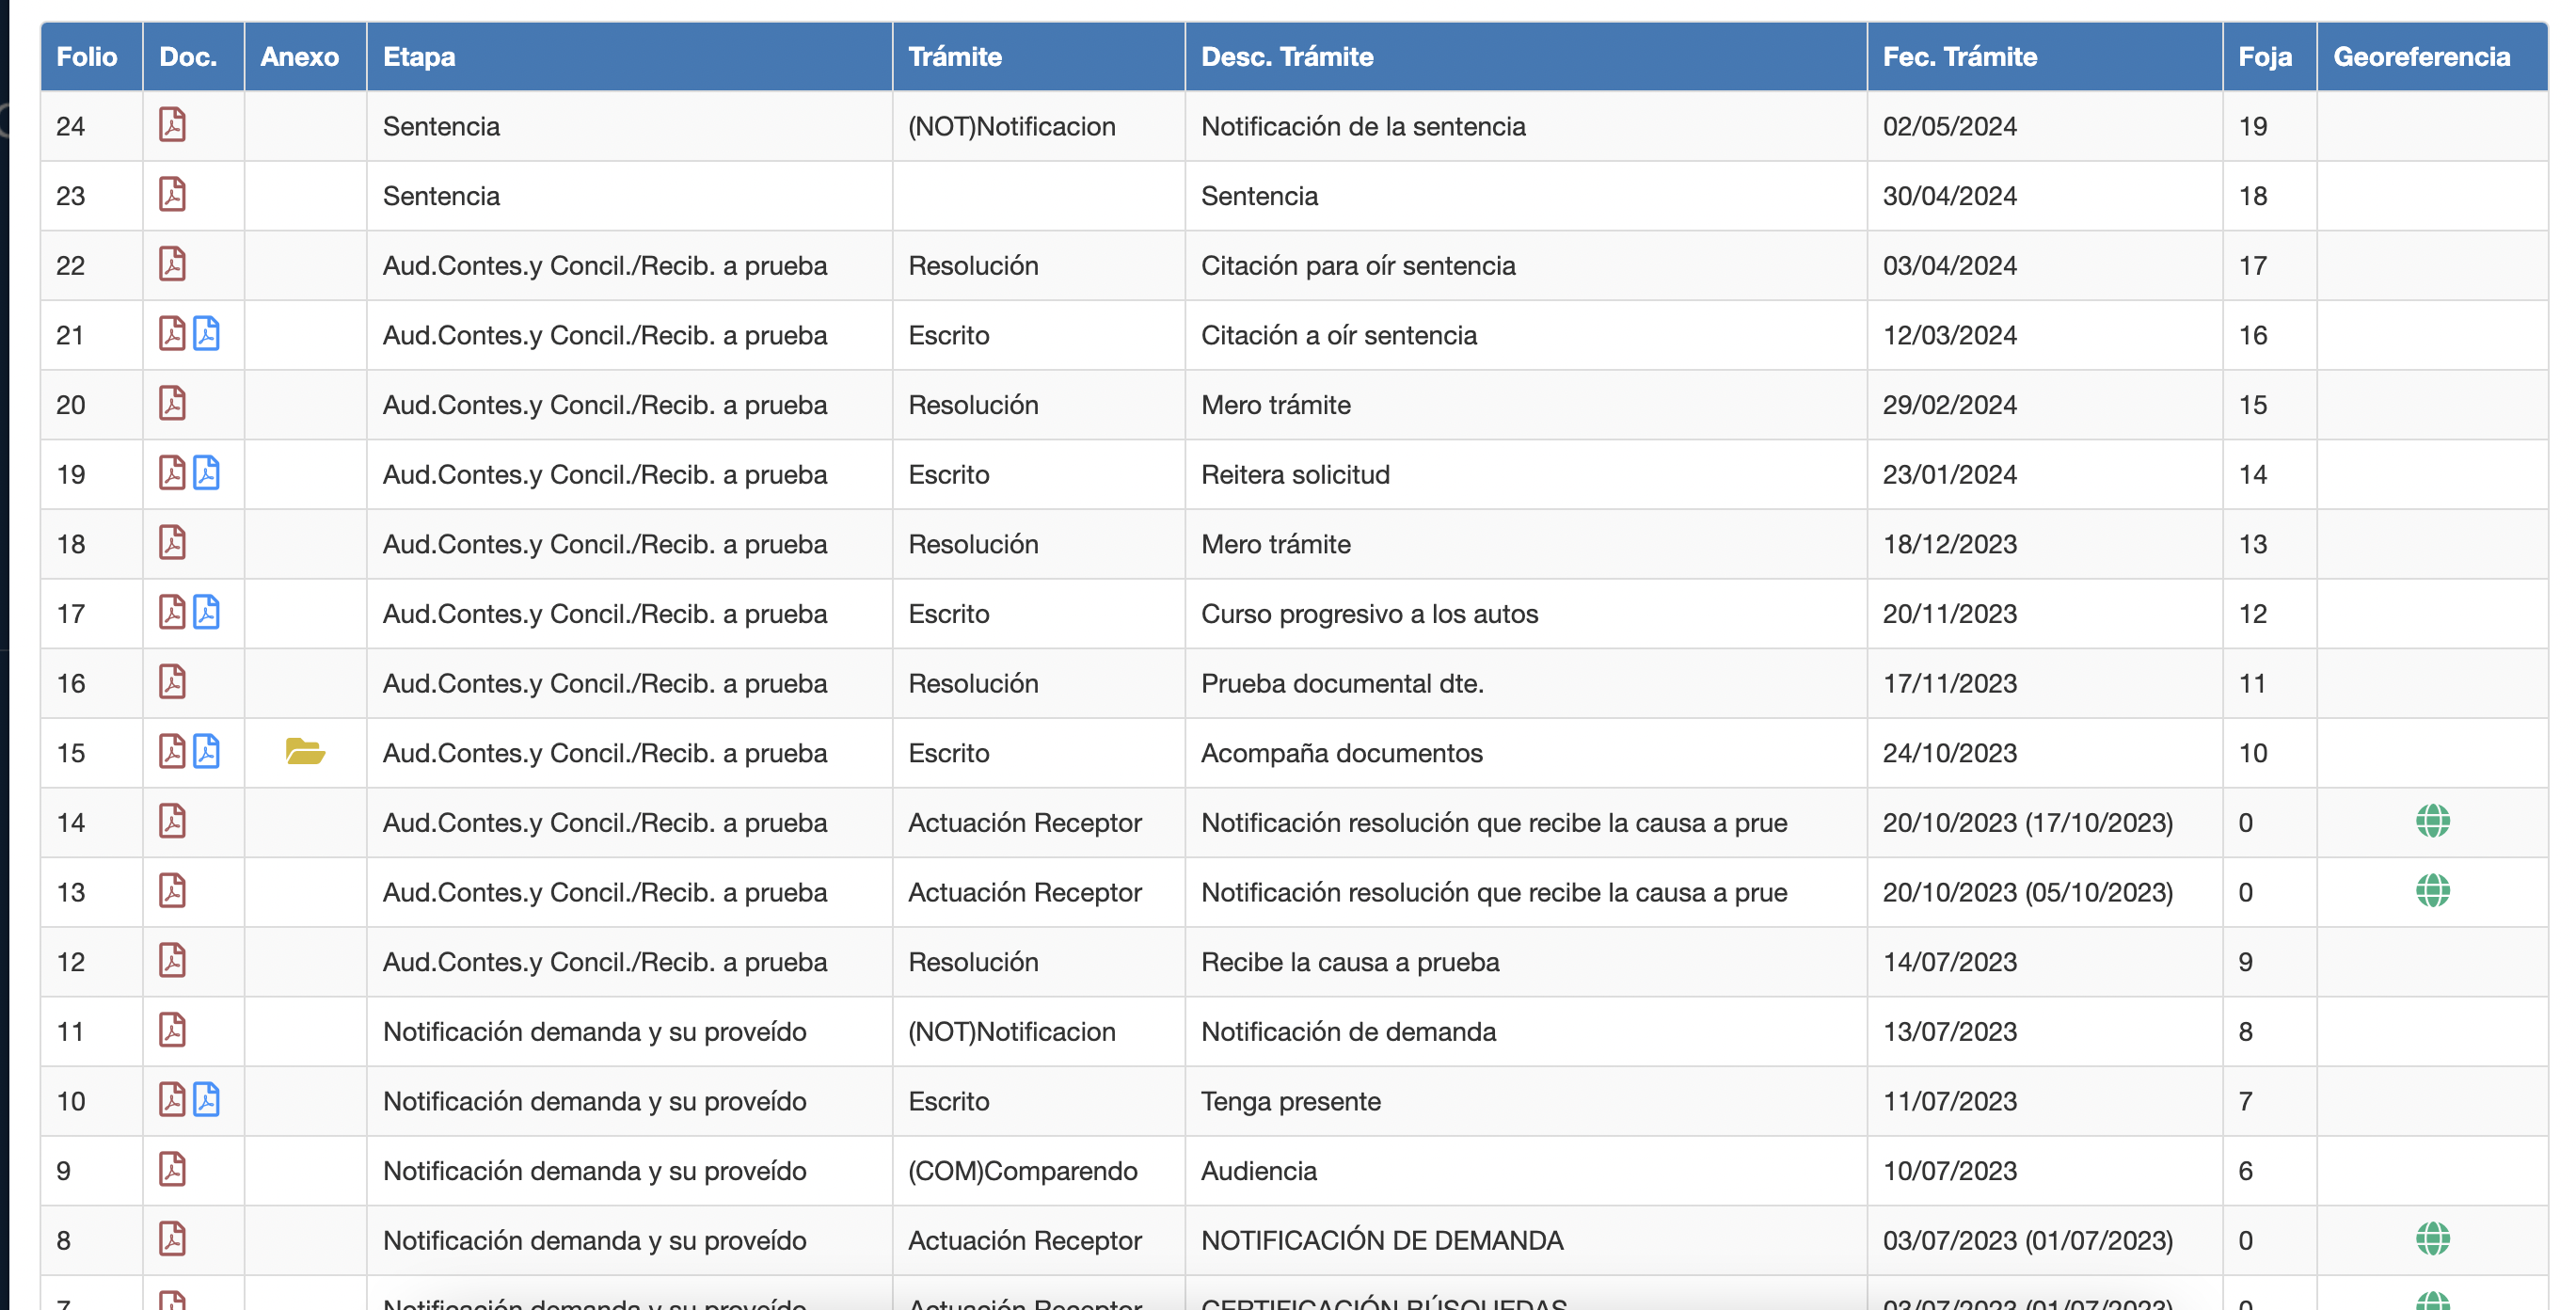 Folio Doc. Anexo Etapa Trámite Desc. Trámite Fec. Trámite Foja Georeferencia
24 Sentencia (NOT)Notificacion Notificación de la sentencia 02/05/2024 19
23 Sentencia Sentencia 30/04/2024 18
22 Aud.Contes.y Concil./Recib. a prueba Resolución Citación para oír sentencia 03/04/2024 17
21 Aud.Contes.y Concil./Recib. a prueba Escrito Citación a oír sentencia 12/03/2024 16
20 Aud.Contes.y Concil./Recib. a prueba Resolución Mero trámite 29/02/2024 15
19 Aud.Contes.y Concil./Recib. a prueba Escrito Reitera solicitud 23/01/2024 14
18 Aud.Contes.y Concil./Recib. a prueba Resolución Mero trámite 18/12/2023 13
17 Aud.Contes.y Concil./Recib. a prueba Escrito Curso progresivo a los autos 20/11/2023 12
16 Aud.Contes.y Concil./Recib. a prueba Resolución Prueba documental dte. 17/11/2023 11
15 Aud.Contes.y Concil./Recib. a prueba Escrito Acompaña documentos 24/10/2023 10
14 Aud.Contes.y Concil./Recib. a prueba Actuación Receptor Notificación resolución que recibe la causa a prue 20/10/2023 (17/10/2023) 0
13 Aud.Contes.y Concil./Recib. a prueba Actuación Receptor Notificación resolución que recibe la causa a prue 20/10/2023 (05/10/2023) 0
12 Aud.Contes.y Concil./Recib. a prueba Resolución Recibe la causa a prueba 14/07/2023 9
11 Notificación demanda y su proveído (NOT)Notificacion Notificación de demanda 13/07/2023 8
10 Notificación demanda y su proveído Escrito Tenga presente 11/07/2023 7
9 Notificación demanda y su proveído (COM)Comparendo Audiencia 10/07/2023 6
8 Notificación demanda y su proveído Actuación Receptor NOTIFICACIÓN DE DEMANDA 03/07/2023 (01/07/2023) 0
7 Notificación demanda y su proveído Actuación Receptor CERTIFICACIÓN BÚSQUEDAS 03/07/2023 (01/07/2023) 0